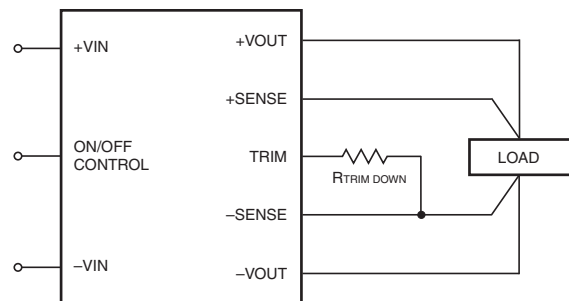 +VIN
ON/OFF
CONTROL
–VIN
+VOUT
+SENSE
TRIM
–SENSE
–VOUT
RTRIM DOWN
LOAD